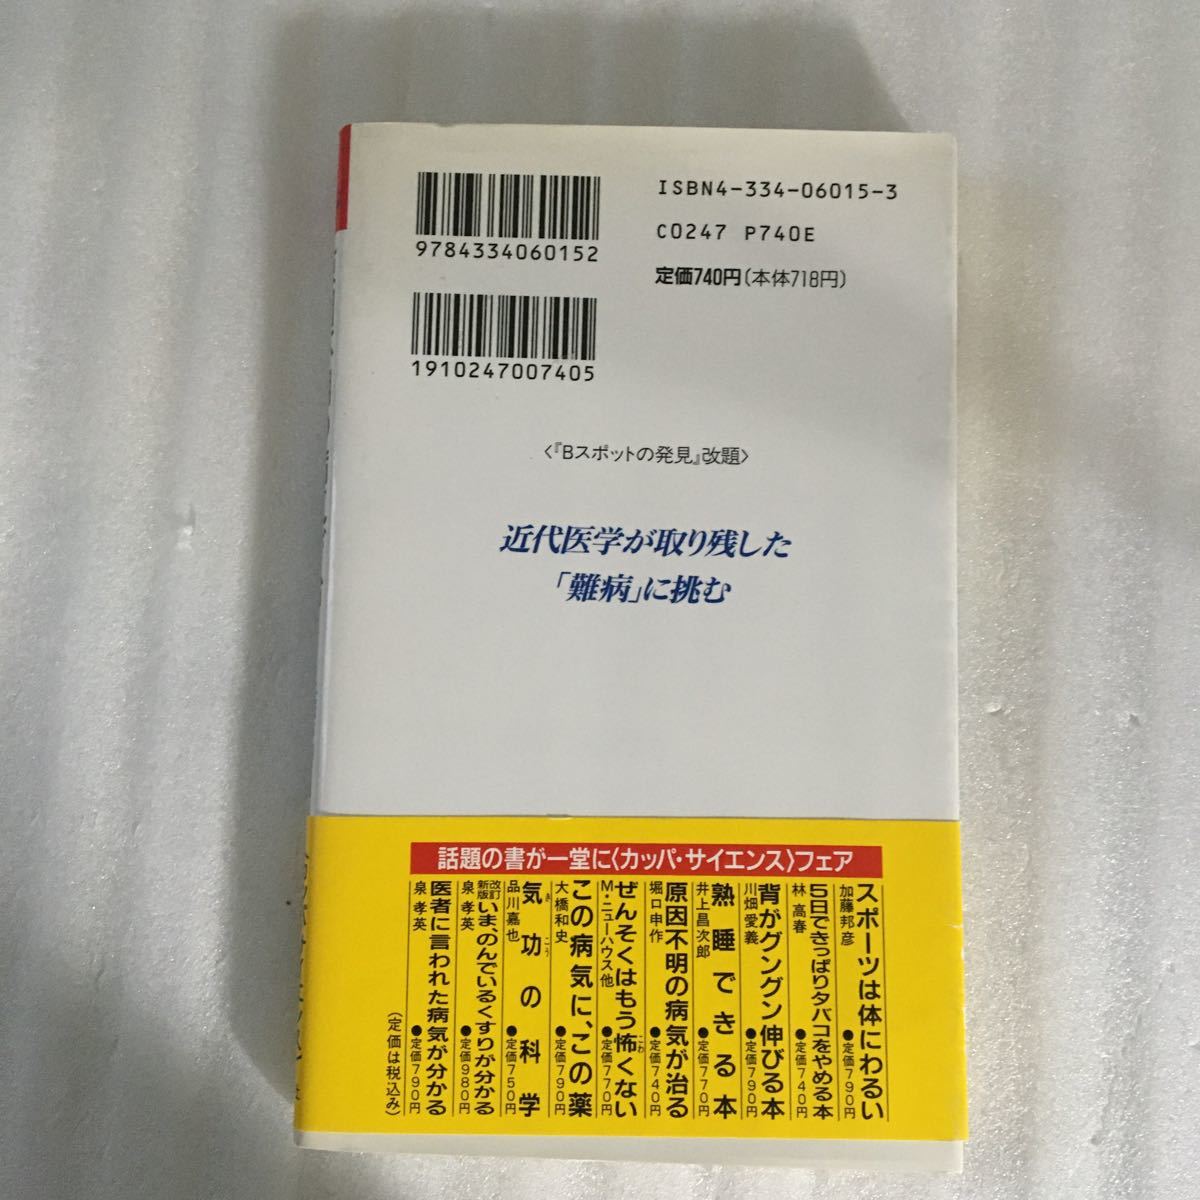 9784334060152
ISBN4-334-06015-3
C0247 P740E
定価740円(本体718円)
1910247007405
〈『Bスポットの発見』改題〉
近代医学が取り残した
「難病」に挑む
話題の書が一堂に〈カッパ・サイエンス〉フェア
スポーツは体にわるい
加藤邦彦 ●定価790円
5日できっぱりタバコをやめる本
林 高春 ●定価740円
背がグングン伸びる本
川畑愛義 ●定価790円
熟睡できる本
井上昌次郎 ●定価770円
原因不明の病気が治る
堀口申作 ●定価740円
ぜんそくはもう怖くない
こわ
M・ニューハウス他 ●定価770円
この病気に、この薬
大橋和史 ●定価790円
気功の科学
き こう
品川嘉也 ●定価750円
改訂新版 いま、のんでいるくすりが分かる
泉 孝英 ●定価980円
医者に言われた病気が分かる
泉 孝英 ●定価790円
(定価は税込み)